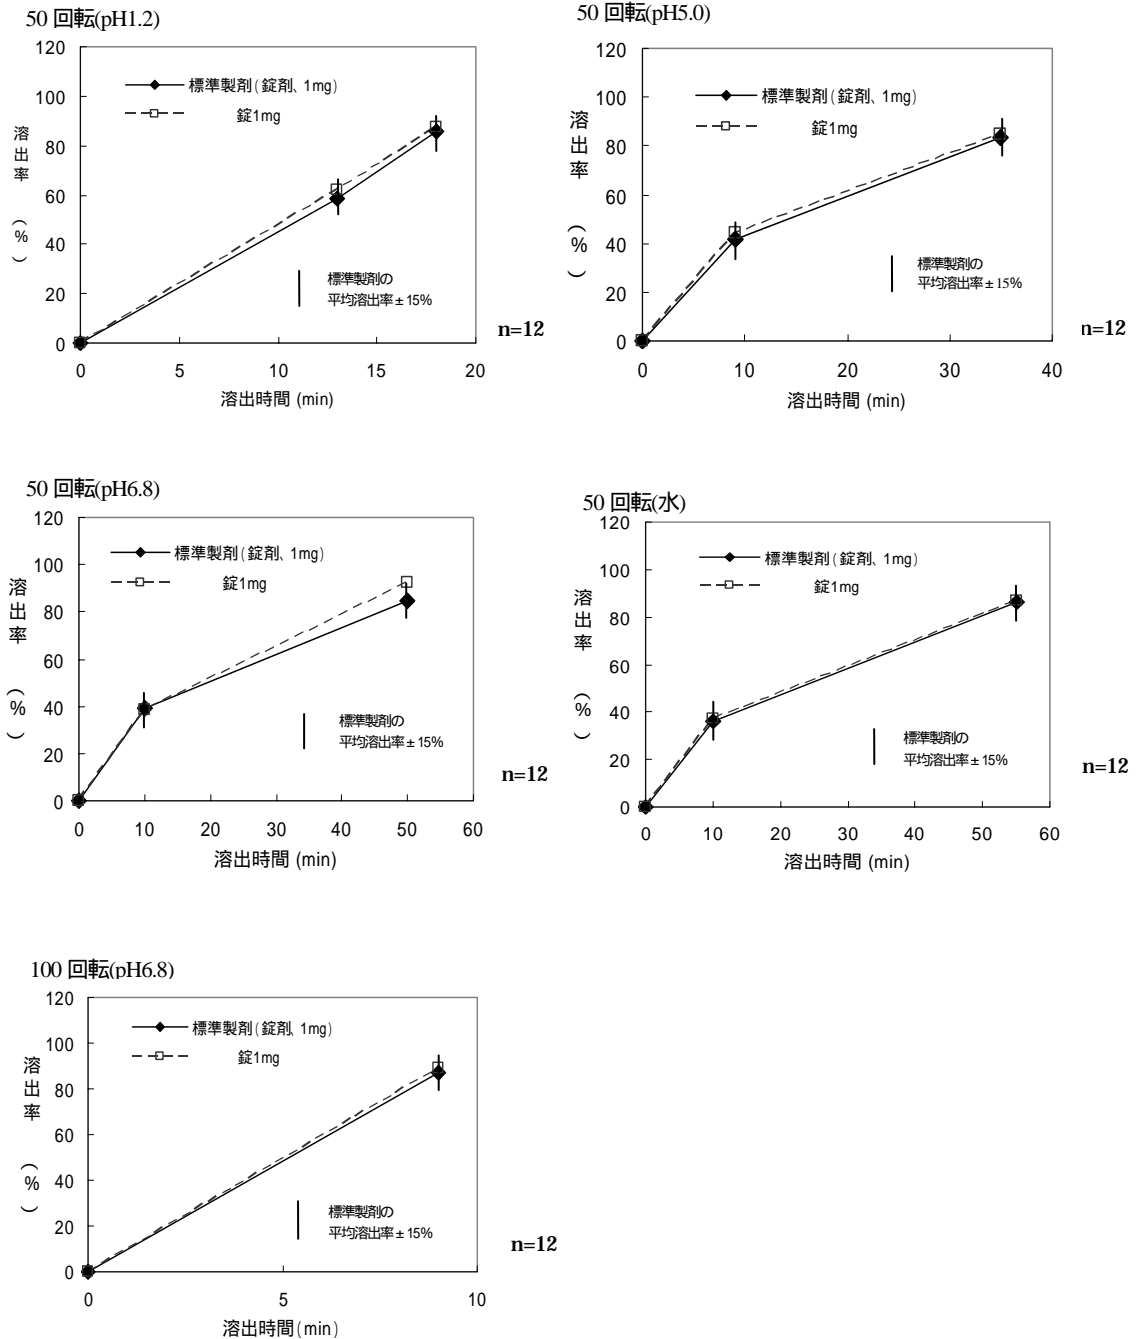 50 回転(pH1.2)
120
100
80
60
40
20
0
溶出率 (%)
標準製剤(錠剤、1mg)
錠1mg
標準製剤の
平均溶出率±15%
0 5 10 15 20
溶出時間 (min)
n=12
50 回転(pH5.0)
120
100
80
60
40
20
0
溶出率 (%)
標準製剤(錠剤、1mg)
錠1mg
標準製剤の
平均溶出率±15%
0 10 20 30 40
溶出時間 (min)
n=12
50 回転(pH6.8)
120
100
80
60
40
20
0
溶出率 (%)
標準製剤(錠剤、1mg)
錠1mg
標準製剤の
平均溶出率±15%
0 10 20 30 40 50 60
溶出時間 (min)
n=12
50 回転(水)
120
100
80
60
40
20
0
溶出率 (%)
標準製剤(錠剤、1mg)
錠1mg
標準製剤の
平均溶出率±15%
0 10 20 30 40 50 60
溶出時間 (min)
n=12
100 回転(pH6.8)
120
100
80
60
40
20
0
溶出率 (%)
標準製剤(錠剤、1mg)
錠1mg
標準製剤の
平均溶出率±15%
0 5 10
溶出時間(min)
n=12